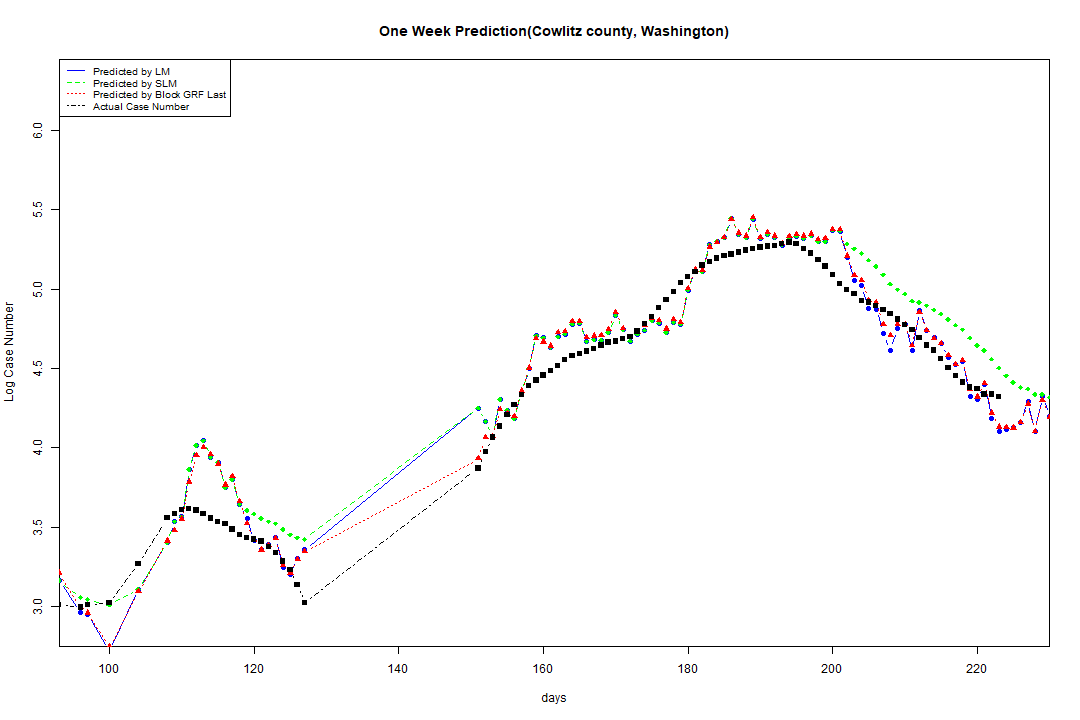 One Week Prediction(Cowlitz county, Washington)
Predicted by LM
Predicted by SLM
Predicted by Block GRF Last
Actual Case Number
Log Case Number
6.0
5.5
5.0
4.5
4.0
3.5
3.0
100 120 140 160 180 200 220
days